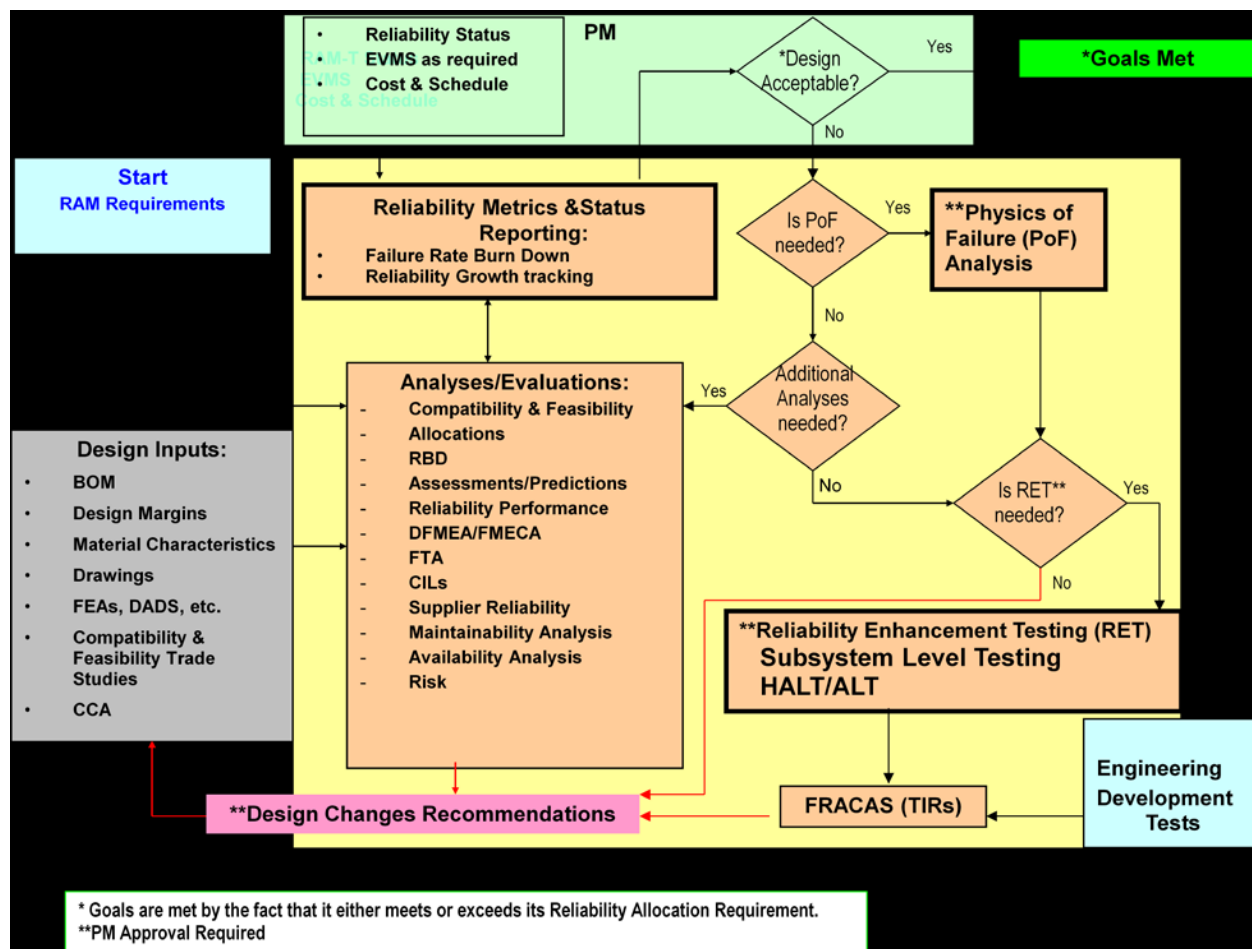 • Reliability Status
• EVMS as required
• Cost & Schedule
RAM-T
EVMS
Cost & Schedule
PM
*Design
Acceptable?
Yes
No
*Goals Met
Start
RAM Requirements
Reliability Metrics &Status
Reporting:
• Failure Rate Burn Down
• Reliability Growth tracking
Is PoF
needed?
Yes
No
**Physics of
Failure (PoF)
Analysis
Analyses/Evaluations:
- Compatibility & Feasibility
- Allocations
- RBD
- Assessments/Predictions
- Reliability Performance
- DFMEA/FMECA
- FTA
- CILs
- Supplier Reliability
- Maintainability Analysis
- Availability Analysis
- Risk
Additional
Analyses
needed?
Yes
No
Design Inputs:
• BOM
• Design Margins
• Material Characteristics
• Drawings
• FEAs, DADS, etc.
• Compatibility &
Feasibility Trade
Studies
• CCA
Is RET**
needed?
Yes
No
**Reliability Enhancement Testing (RET)
Subsystem Level Testing
HALT/ALT
Engineering
Development
Tests
FRACAS (TIRs)
**Design Changes Recommendations
* Goals are met by the fact that it either meets or exceeds its Reliability Allocation Requirement.
**PM Approval Required